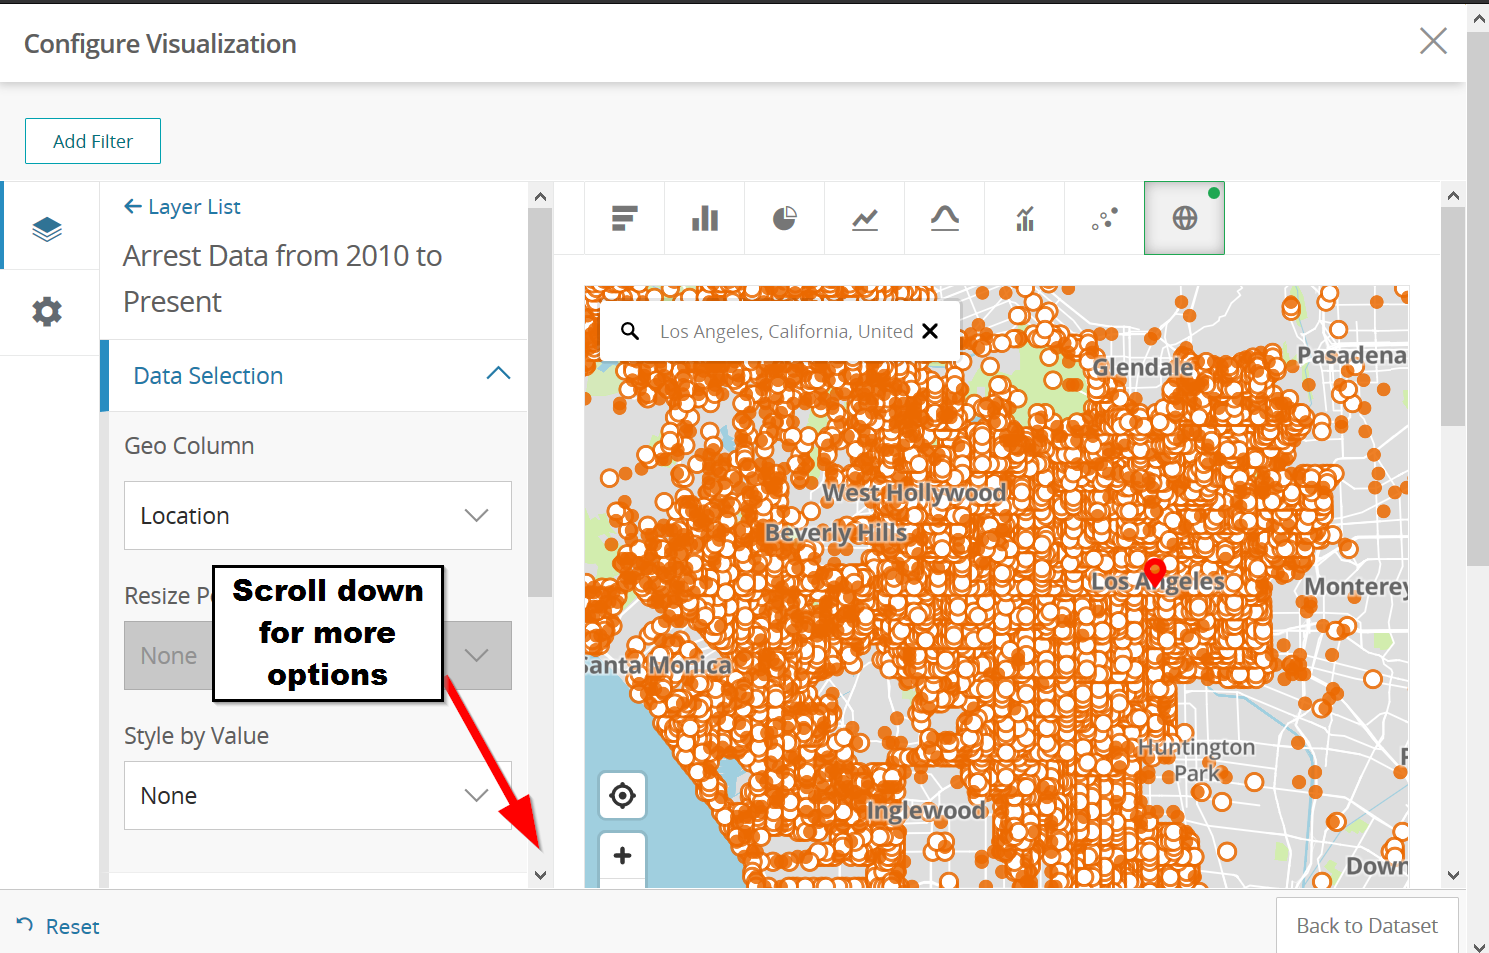 Configure Visualization
Add Filter
Layer List
Arrest Data from 2010 to
Present
Data Selection
Geo Column
Location
Resize P
None
Scroll down
for more
options
Style by Value
None
Los Angeles, California, United
Glendale
Pasadena
West Hollywood
Beverly Hills
Los Angeles
Monterey
Santa Monica
Huntington
Park
Inglewood
Down
Reset
Back to Dataset